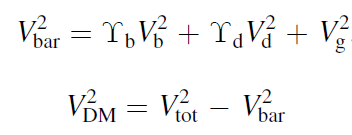 V²_bar = ϒ_b V²_b + ϒ_d V²_d + V²_g.
V²_DM = V²_tot − V²_bar